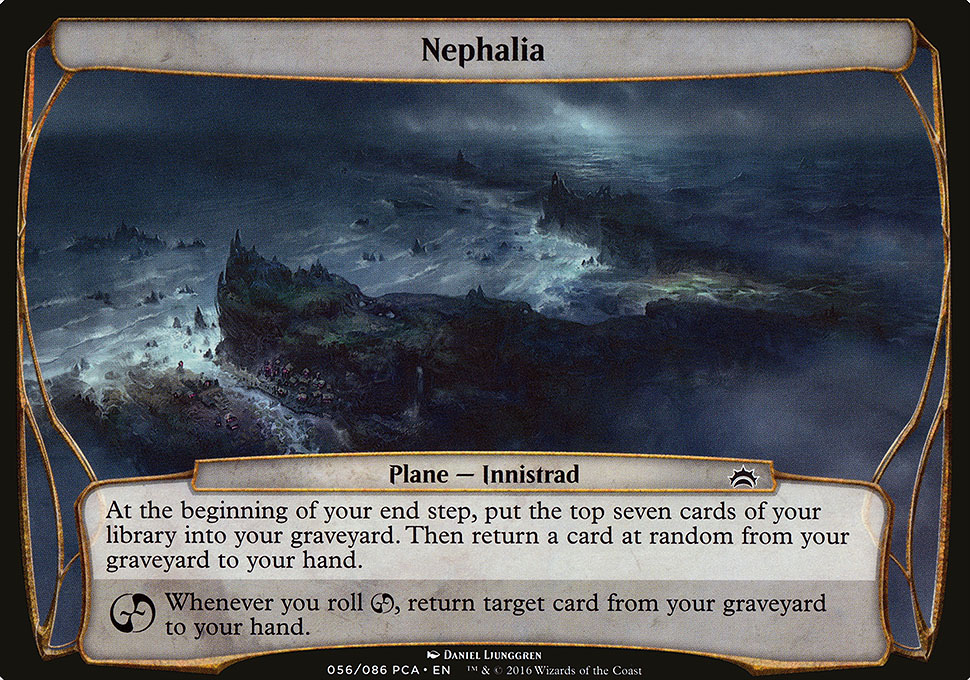 Nephalia
Plane — Innistrad
At the beginning of your end step, put the top seven cards of your
library into your graveyard. Then return a card at random from your
graveyard to your hand.
Whenever you roll , return target card from your graveyard
to your hand.
Daniel Ljunggren
056/086 PCA • EN ™ & © 2016 Wizards of the Coast